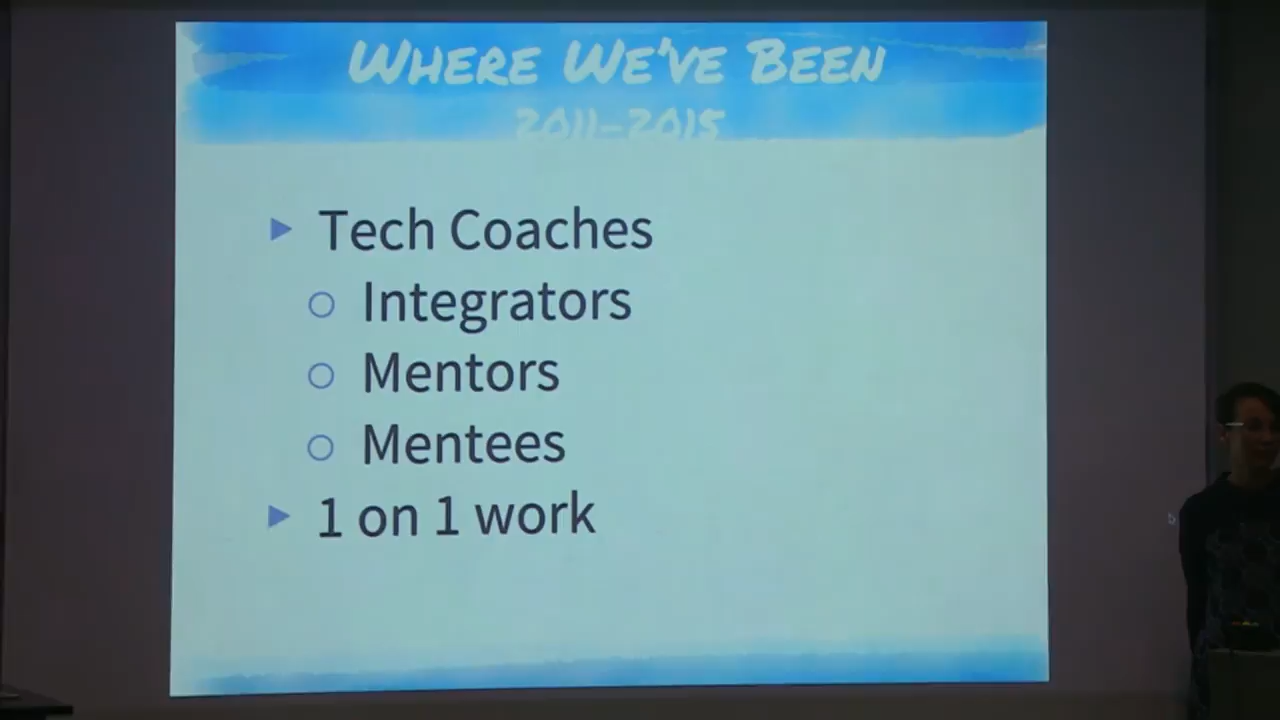 WHERE WE'VE BEEN
2011-2015
Tech Coaches
Integrators
Mentors
Mentees
1 on 1 work